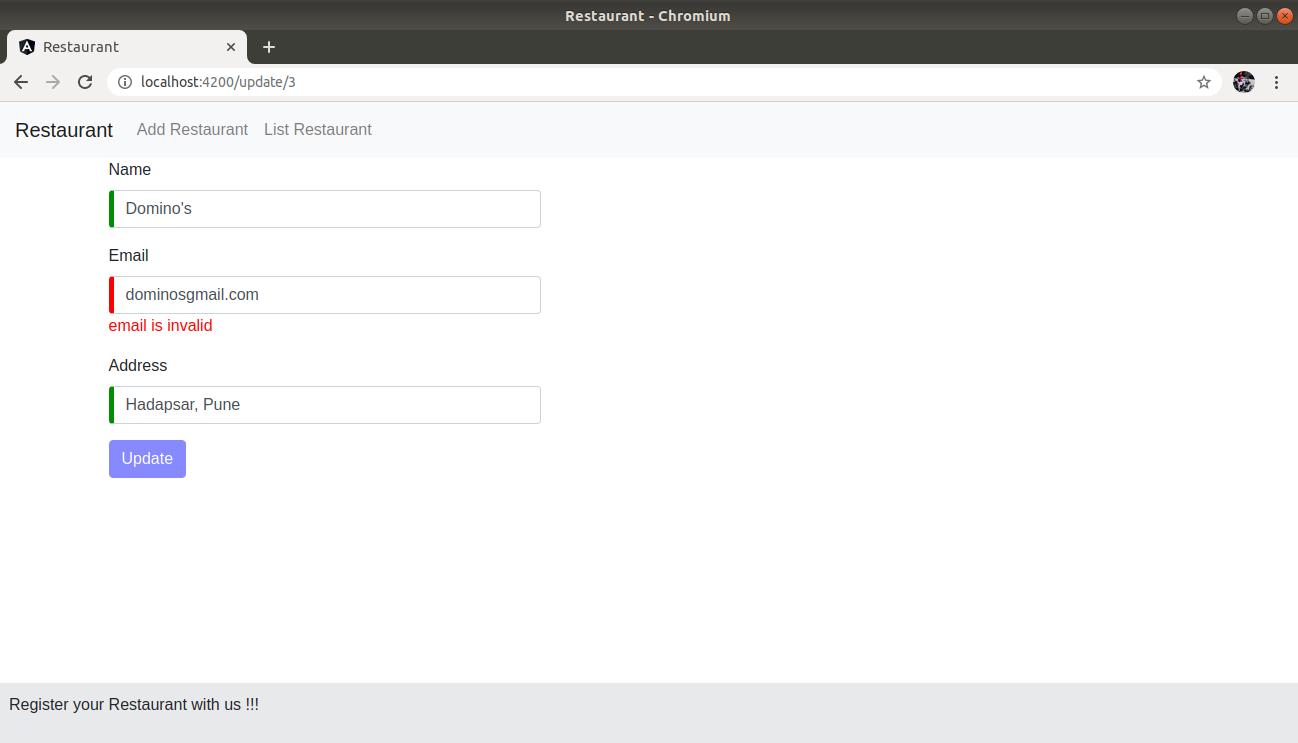 Restaurant - Chromium
Restaurant
localhost:4200/update/3
Restaurant Add Restaurant List Restaurant
Name
Domino's
Email
dominosgmail.com
email is invalid
Address
Hadapsar, Pune
Update
Register your Restaurant with us !!!